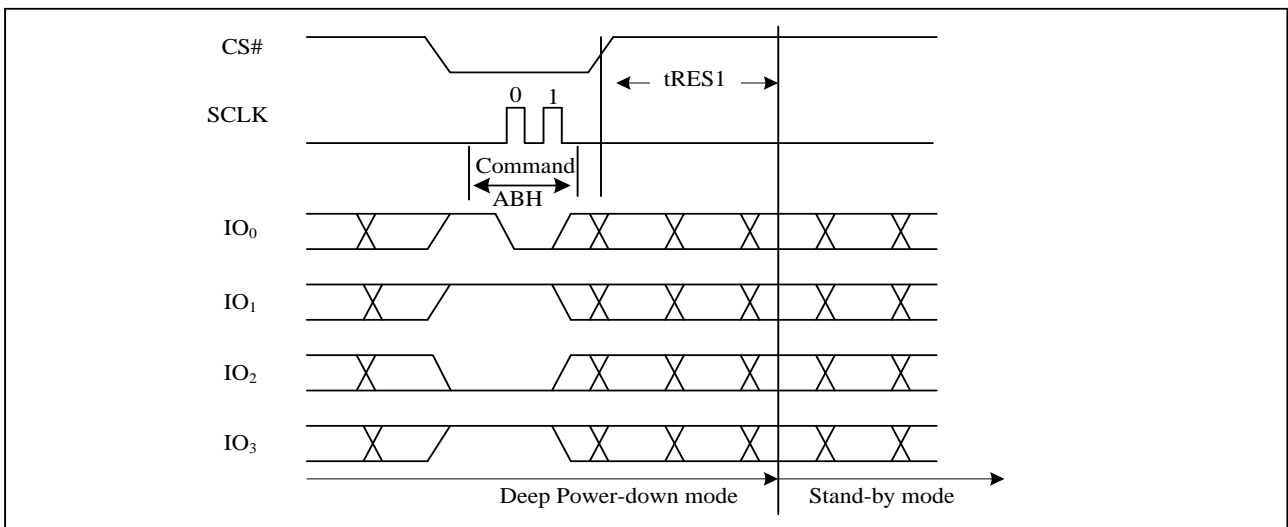 CS#
tRES1
0 1
SCLK
Command
ABH
IO₀
IO₁
IO₂
IO₃
Deep Power-down mode Stand-by mode